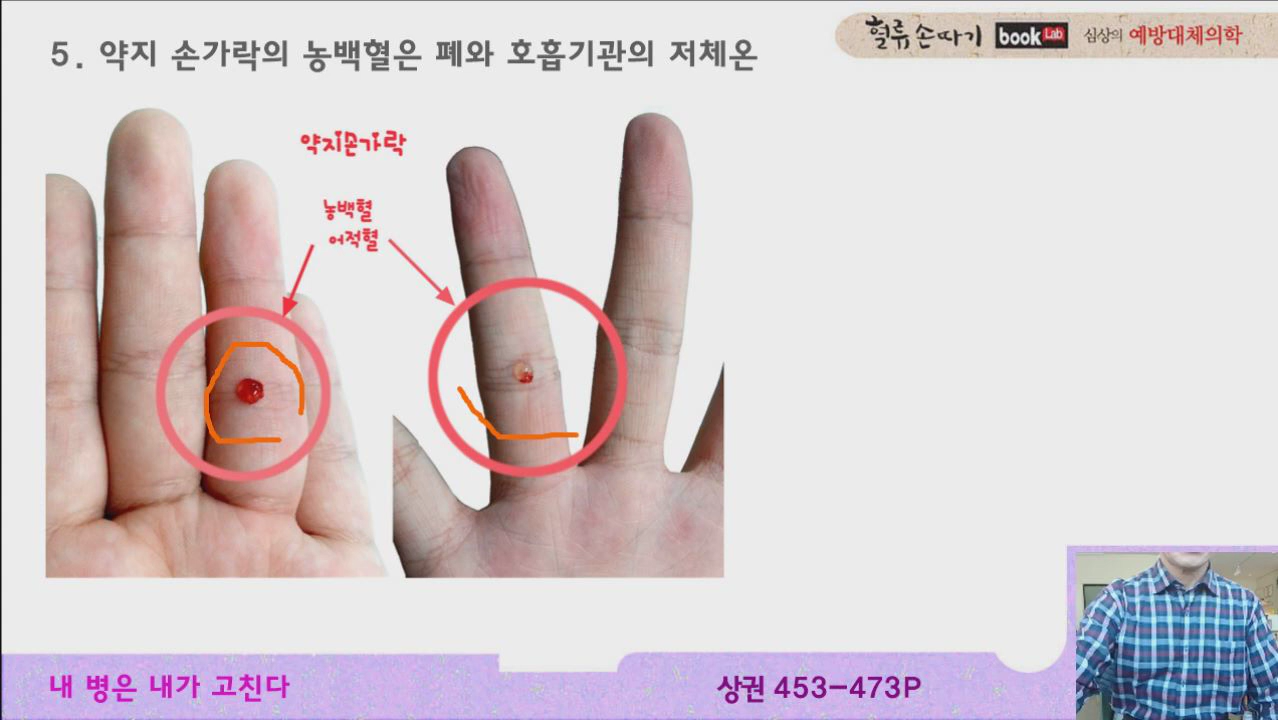 혈류 손따기 book Lab 심상의 예방대체의학
5. 약지 손가락의 농백혈은 폐와 호흡기관의 저체온
약지손가락
농백혈
어적혈
내 병은 내가 고친다
상권 453-473P